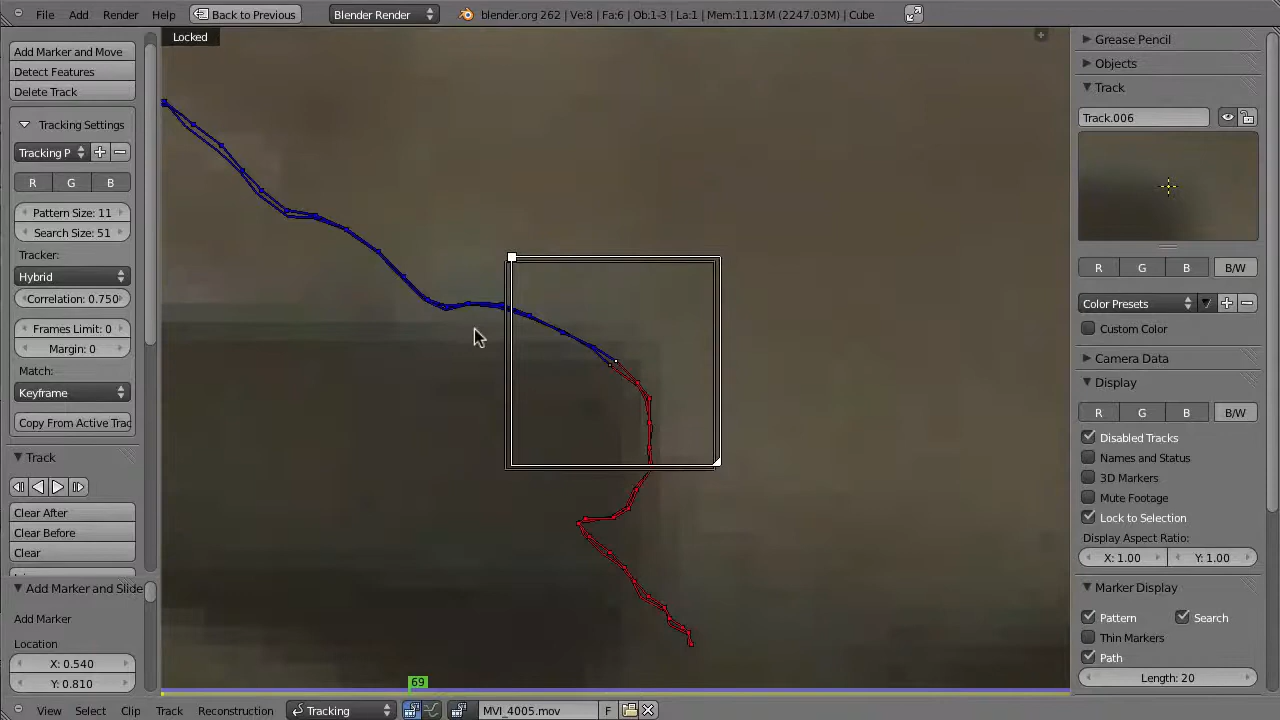 File Add Render Help Back to Previous Blender Render blender.org 262 | Ve:8 | Fa:6 | Ob:1-3 | La:1 | Mem:11.13M (2247.03M) | Cube
Locked
Add Marker and Move
Detect Features
Delete Track
Tracking Settings
Tracking P
R G B
Pattern Size: 11
Search Size: 51
Tracker:
Hybrid
Correlation: 0.750
Frames Limit: 0
Margin: 0
Match:
Keyframe
Copy From Active Trac
Track
Clear After
Clear Before
Clear
Add Marker and Slide
Add Marker
Location
X: 0.540
Y: 0.810
69
Grease Pencil
Objects
Track
Track.006
R G B B/W
Color Presets
Custom Color
Camera Data
Display
R G B B/W
Disabled Tracks
Names and Status
3D Markers
Mute Footage
Lock to Selection
Display Aspect Ratio:
X: 1.00 Y: 1.00
Marker Display
Pattern Search
Thin Markers
Path
Length: 20
View Select Clip Track Reconstruction Tracking MVI_4005.mov F